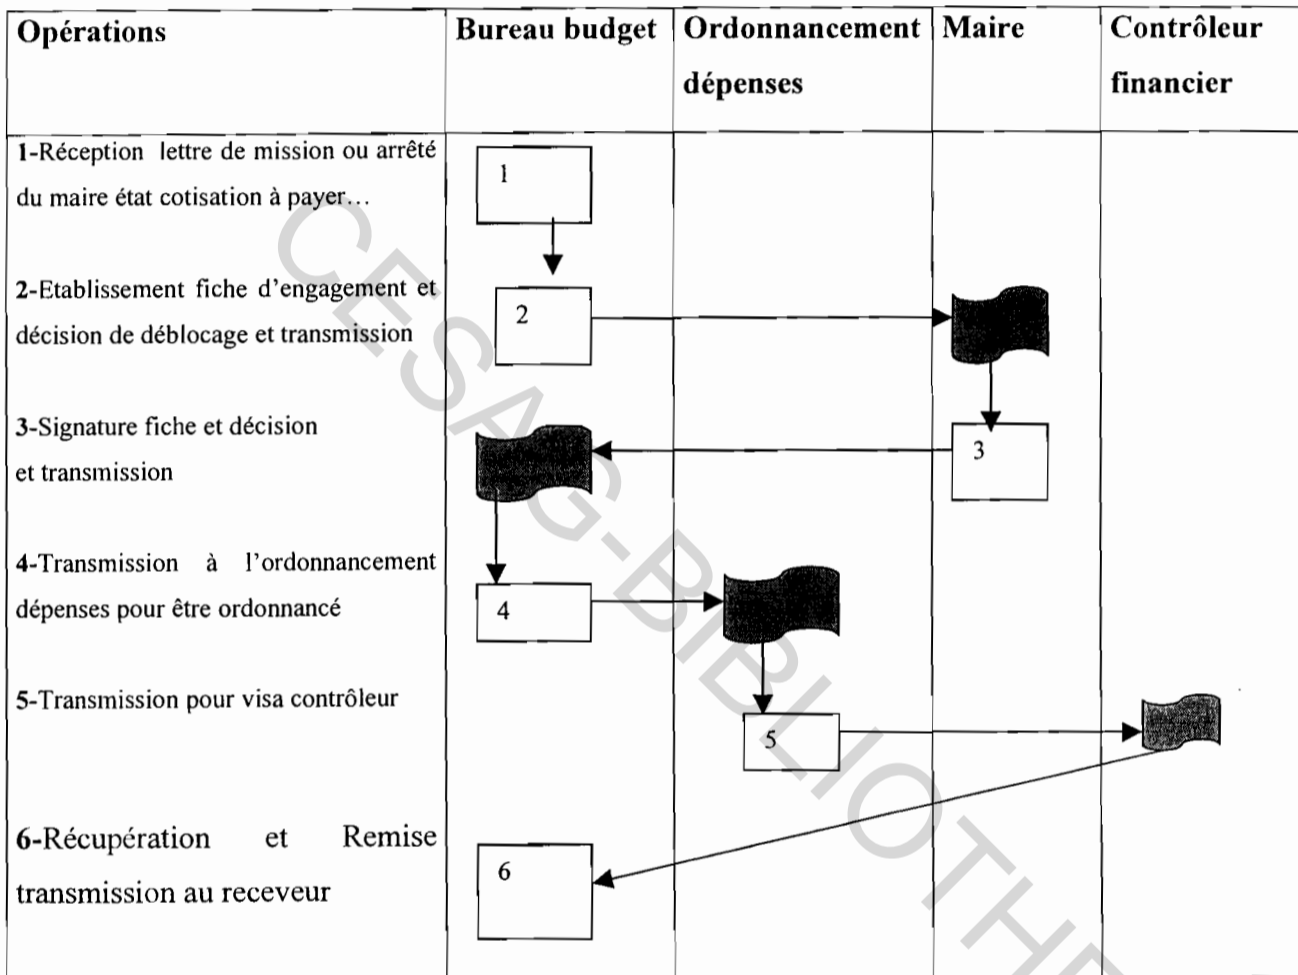 Opérations
Bureau budget
Ordonnancement
dépenses
Maire
Contrôleur
financier
1-Réception lettre de mission ou arrêté
du maire état cotisation à payer…
1
2-Etablissement fiche d'engagement et
décision de déblocage et transmission
2
3-Signature fiche et décision
et transmission
3
4-Transmission à l'ordonnancement
dépenses pour être ordonnancé
4
5-Transmission pour visa contrôleur
5
6-Récupération et Remise
transmission au receveur
6
CESAG-BIBLIOTHE